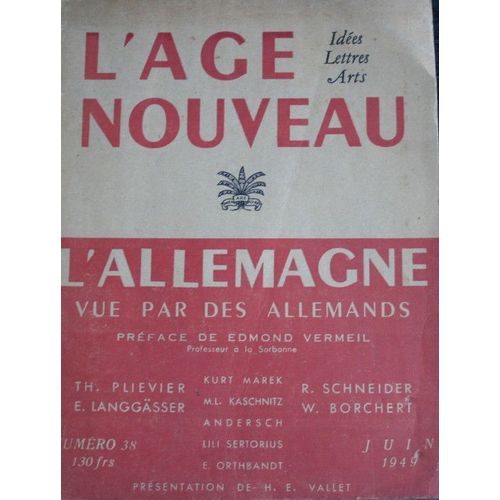 L'AGE
NOUVEAU
Idées
Lettres
Arts
L'ALLEMAGNE
VUE PAR DES ALLEMANDS
PRÉFACE DE EDMOND VERMEIL
Professeur à la Sorbonne
TH. PLIEVIER
E. LANGGÄSSER
KURT MAREK
M.L. KASCHNITZ
ANDERSCH
LILI SERTORIUS
E. ORTHBANDT
R. SCHNEIDER
W. BORCHERT
NUMÉRO 38
130 frs
JUIN
1949
PRÉSENTATION DE H. E. VALLET